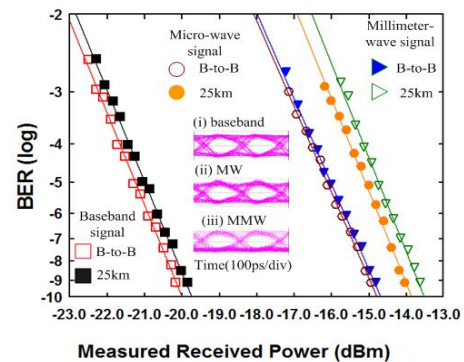 -2
-3
-4
-5
-6
-7
-8
-9
-10
BER (log)
Micro-wave
signal
B-to-B
25km
Millimeter-
wave signal
B-to-B
25km
(i) baseband
(ii) MW
(iii) MMW
Time(100ps/div)
Baseband
signal
B-to-B
25km
-23.0 -22.0 -21.0 -20.0 -19.0 -18.0 -17.0 -16.0 -15.0 -14.0 -13.0
Measured Received Power (dBm)